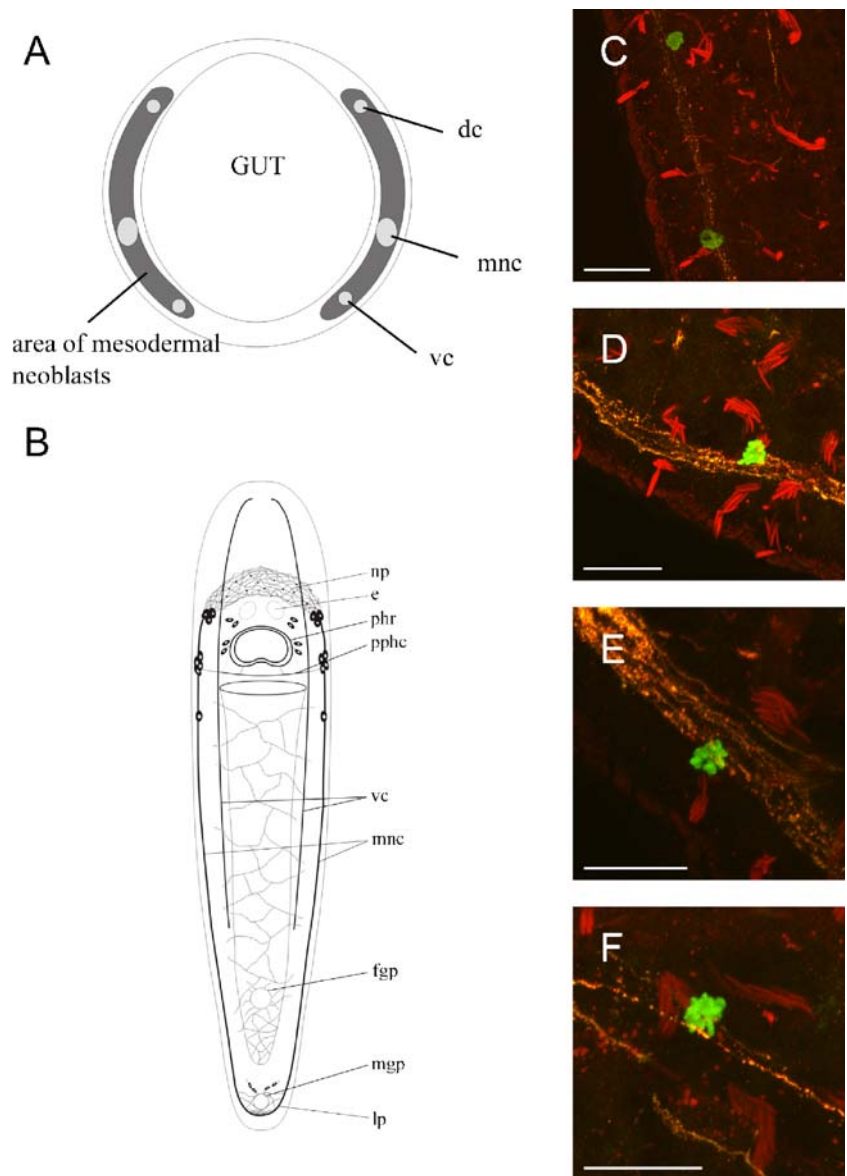 A
GUT
dc
mnc
vc
area of mesodermal
neoblasts
B
np
e
phr
pphc
vc
mnc
fgp
mgp
lp
C
D
E
F